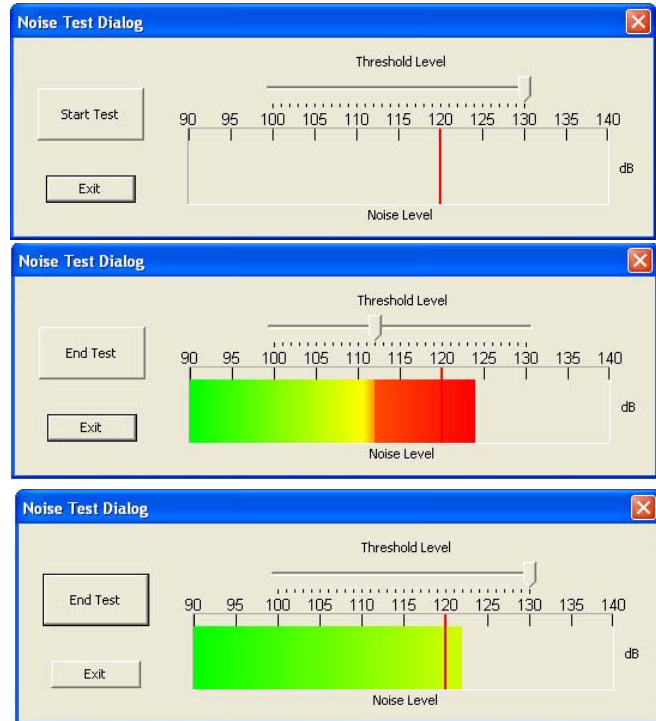 Noise Test Dialog
Threshold Level
Start Test
90 95 100 105 110 115 120 125 130 135 140
dB
Exit
Noise Level
Noise Test Dialog
Threshold Level
End Test
90 95 100 105 110 115 120 125 130 135 140
dB
Exit
Noise Level
Noise Test Dialog
Threshold Level
End Test
90 95 100 105 110 115 120 125 130 135 140
dB
Exit
Noise Level